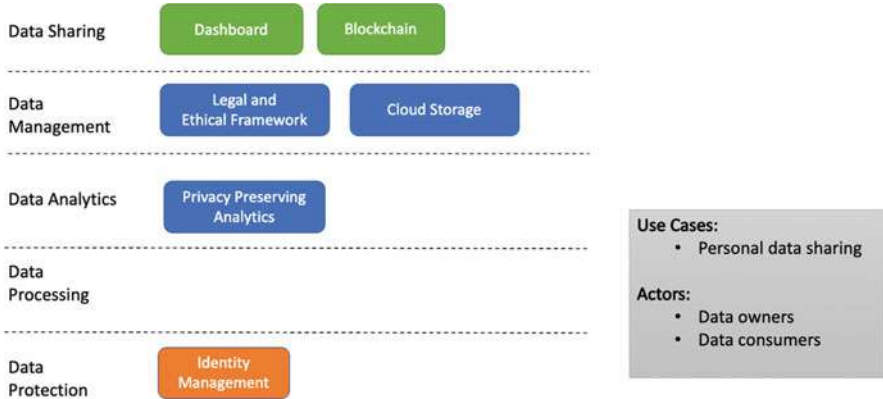 Data Sharing
Dashboard
Blockchain
Data
Management
Legal and
Ethical Framework
Cloud Storage
Data Analytics
Privacy Preserving
Analytics
Data
Processing
Data
Protection
Identity
Management
Use Cases:
• Personal data sharing
Actors:
• Data owners
• Data consumers